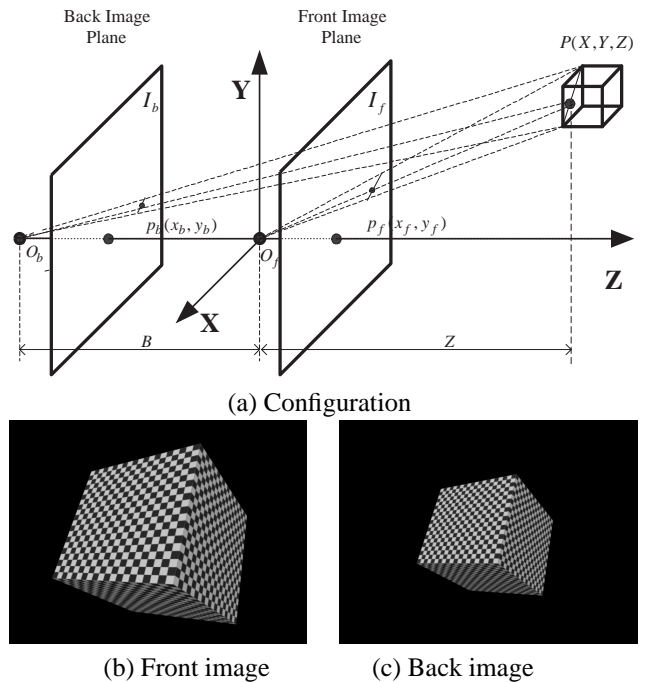 Back Image
Plane
Front Image
Plane
P(X,Y,Z)
Y
I_b
I_f
p_b(x_b, y_b)
p_f(x_f, y_f)
O_b
O_f
Z
X
B
Z
(a) Configuration
(b) Front image
(c) Back image